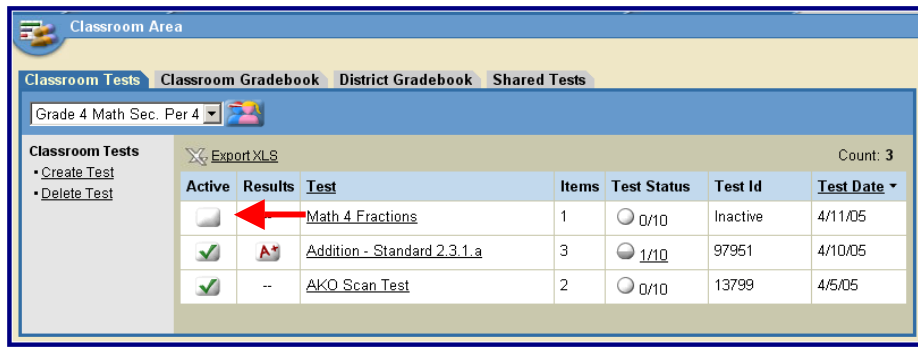 Classroom Area
Classroom Tests Classroom Gradebook District Gradebook Shared Tests
Grade 4 Math Sec. Per 4
Classroom Tests
• Create Test
• Delete Test
Export XLS Count: 3
Active Results Test Items Test Status Test Id Test Date
-- Math 4 Fractions 1 0/10 Inactive 4/11/05
A+ Addition - Standard 2.3.1.a 3 1/10 97951 4/10/05
-- AKO Scan Test 2 0/10 13799 4/5/05